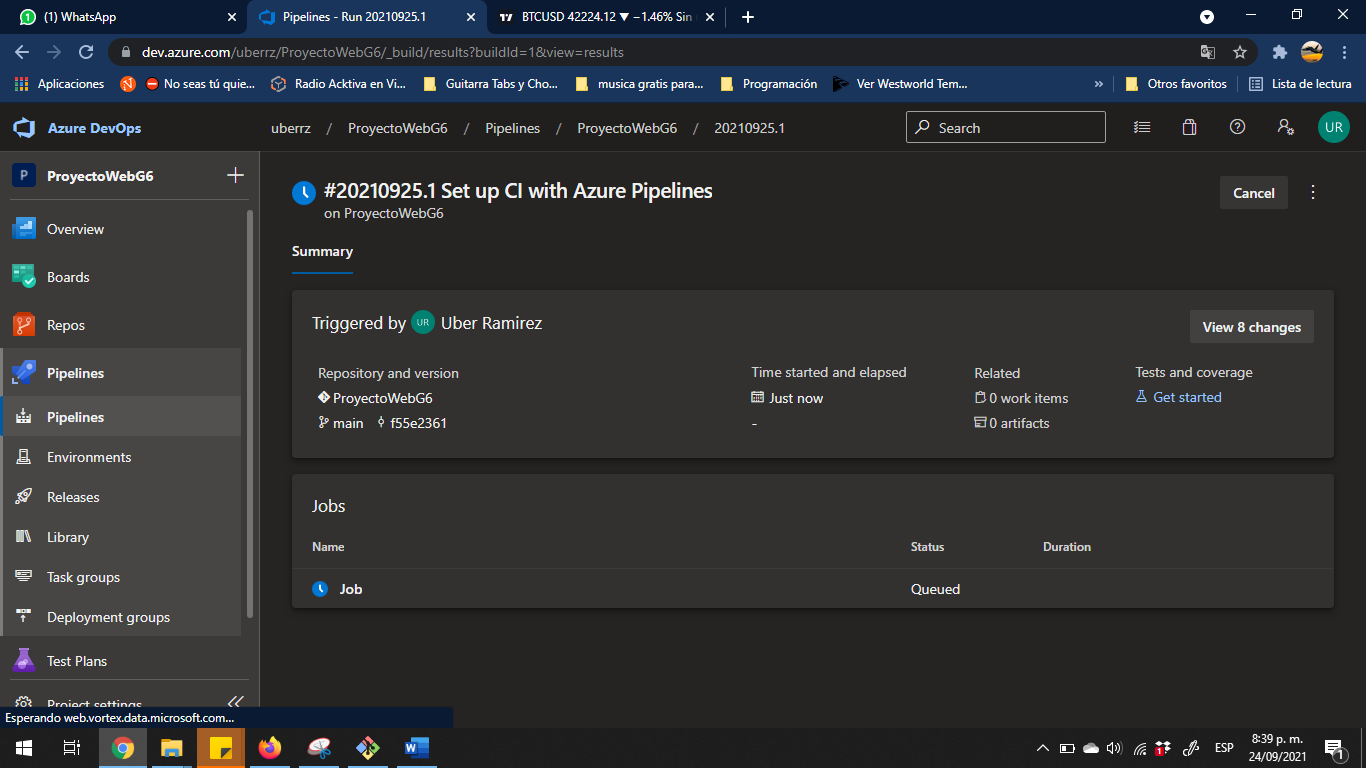 (1) WhatsApp
Pipelines - Run 20210925.1
BTCUSD 42224.12 ▼ −1.46% Sin
dev.azure.com/uberrz/ProyectoWebG6/_build/results?buildId=1&view=results
Aplicaciones
No seas tú quie...
Radio Acktiva en Vi...
Guitarra Tabs y Cho...
musica gratis para...
Programación
Ver Westworld Tem...
»
Otros favoritos
Lista de lectura
Azure DevOps
uberrz / ProyectoWebG6 / Pipelines / ProyectoWebG6 / 20210925.1
Search
UR
P ProyectoWebG6
Overview
Boards
Repos
Pipelines
Pipelines
Environments
Releases
Library
Task groups
Deployment groups
Test Plans
Project settings
#20210925.1 Set up CI with Azure Pipelines
on ProyectoWebG6
Cancel
Summary
Triggered by UR Uber Ramirez
View 8 changes
Repository and version
ProyectoWebG6
main f55e2361
Time started and elapsed
Just now
-
Related
0 work items
0 artifacts
Tests and coverage
Get started
Jobs
Name Status Duration
Job Queued
Esperando web.vortex.data.microsoft.com...
ESP
8:39 p. m.
24/09/2021
1